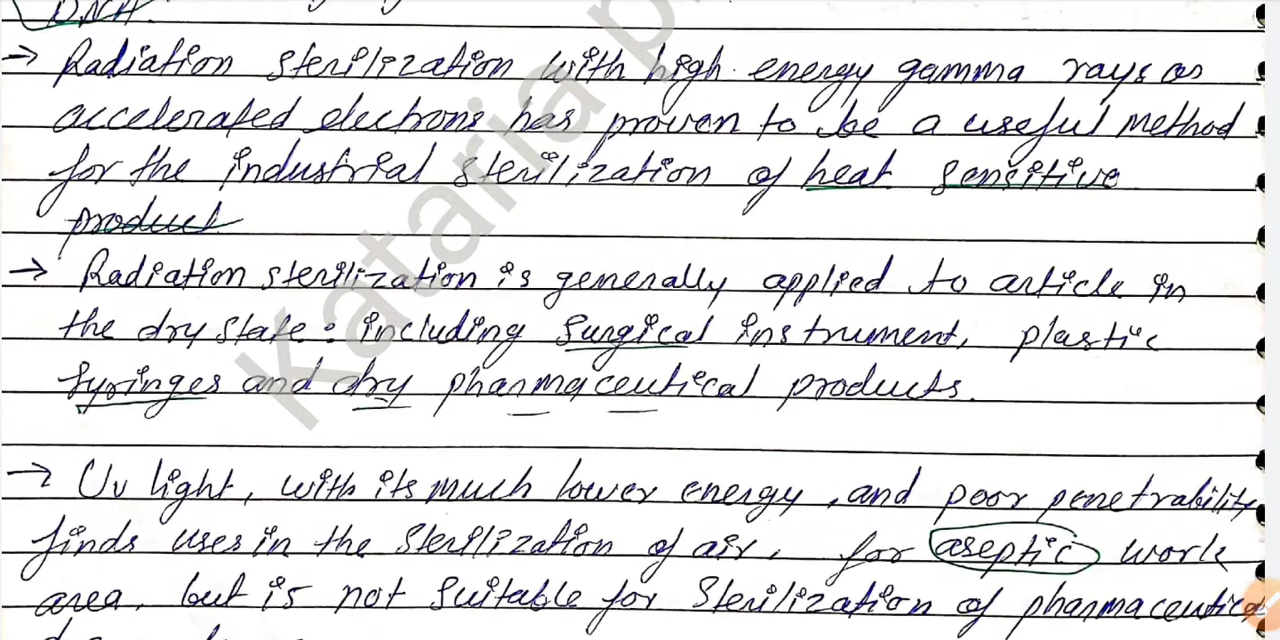 DNA.
→ Radiation sterilization with high energy gamma rays or
accelerated electrons has proven to be a useful method
for the industrial sterilization of heat sensitive
product
→ Radiation sterilization is generally applied to article in
the dry state: including surgical instrument, plastic
syringes and dry pharmaceutical products.
→ Uv light, with its much lower energy, and poor penetrability
finds uses in the sterilization of air, for aseptic work
area, but is not suitable for sterilization of pharmaceutical
Kataria